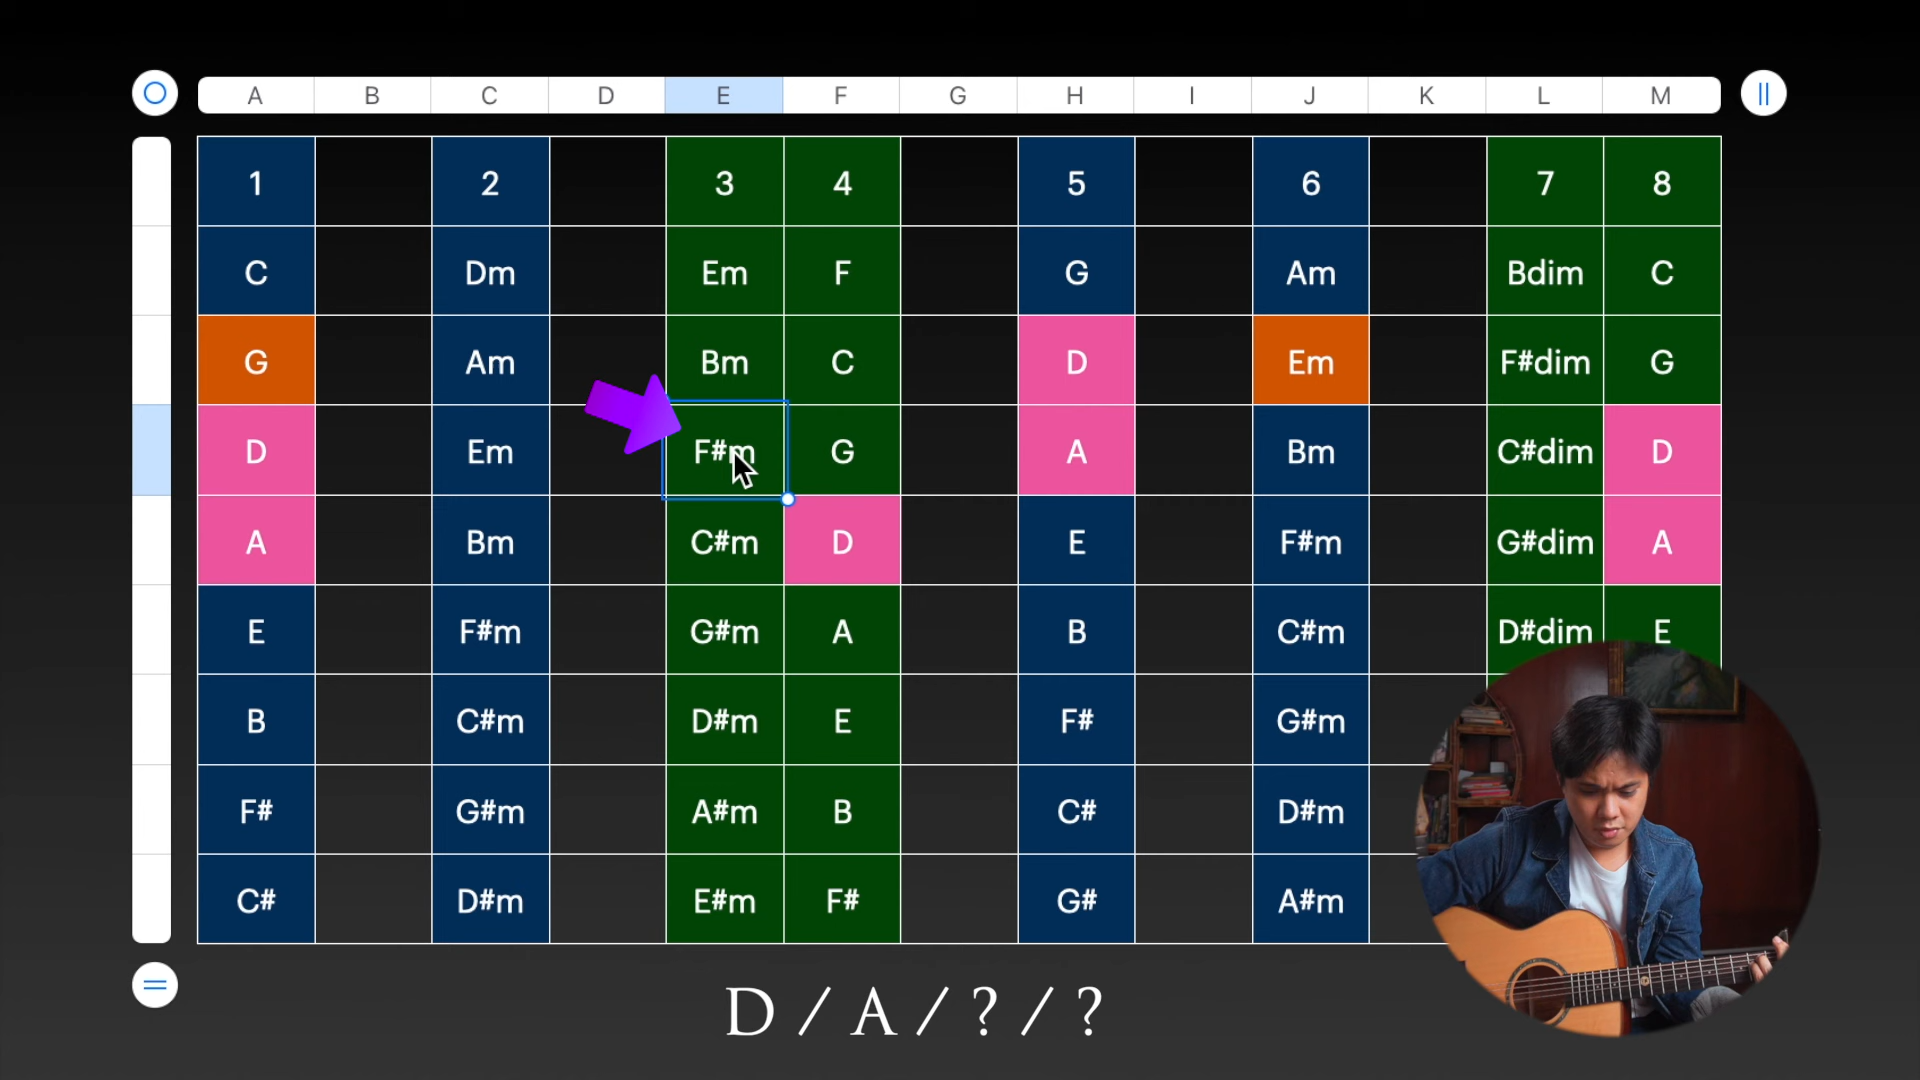 A B C D E F G H I J K L M
1 2 3 4 5 6 7 8
C Dm Em F G Am Bdim C
G Am Bm C D Em F#dim G
D Em F#m G A Bm C#dim D
A Bm C#m D E F#m G#dim A
E F#m G#m A B C#m D#dim E
B C#m D#m E F# G#m
F# G#m A#m B C# D#m
C# D#m E#m F# G# A#m
D / A / ? / ?